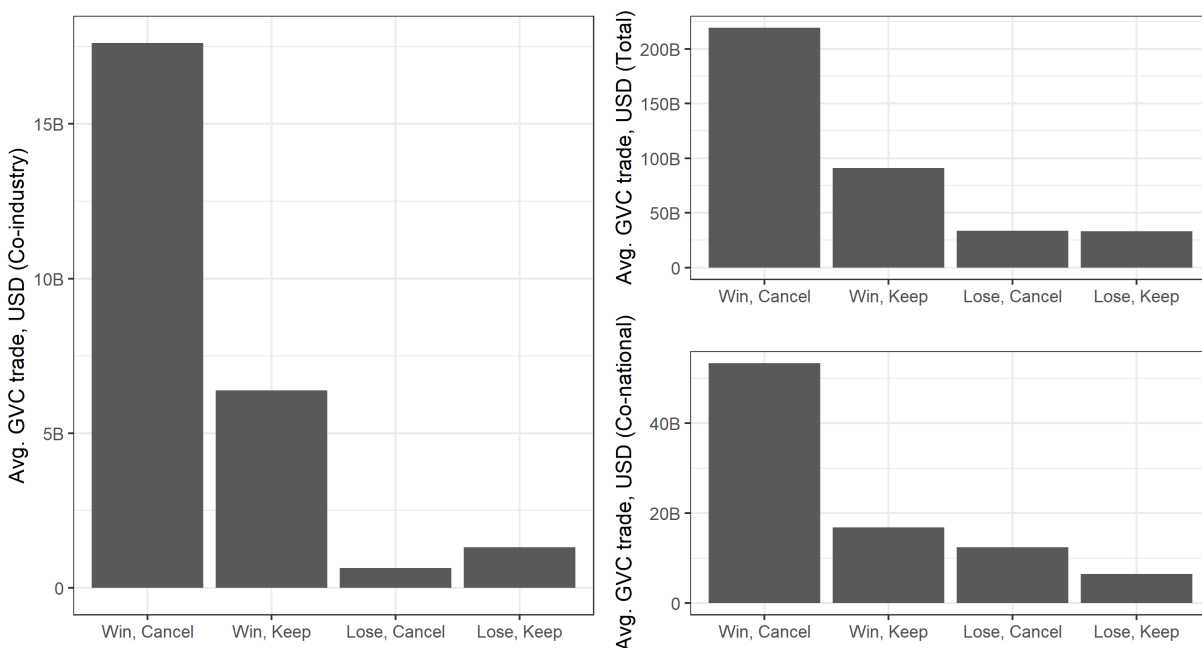 Avg. GVC trade, USD (Co-industry)
15B
10B
5B
0
Win, Cancel
Win, Keep
Lose, Cancel
Lose, Keep
Avg. GVC trade, USD (Total)
200B
150B
100B
50B
0
Win, Cancel
Win, Keep
Lose, Cancel
Lose, Keep
Avg. GVC trade, USD (Co-national)
40B
20B
0
Win, Cancel
Win, Keep
Lose, Cancel
Lose, Keep